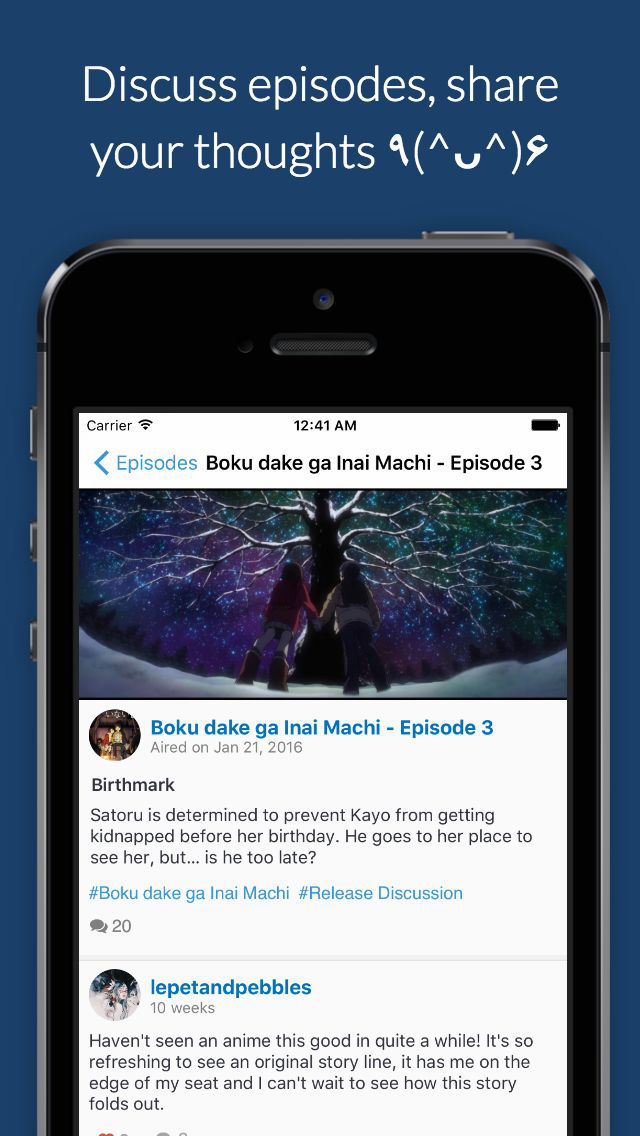 Discuss episodes, share
your thoughts ٩(^ᴗ^)۶
Carrier 12:41 AM
Episodes Boku dake ga Inai Machi - Episode 3
Boku dake ga Inai Machi - Episode 3
Aired on Jan 21, 2016
Birthmark
Satoru is determined to prevent Kayo from getting
kidnapped before her birthday. He goes to her place to
see her, but... is he too late?
#Boku dake ga Inai Machi #Release Discussion
20
lepetandpebbles
10 weeks
Haven't seen an anime this good in quite a while! It's so
refreshing to see an original story line, it has me on the
edge of my seat and I can't wait to see how this story
folds out.